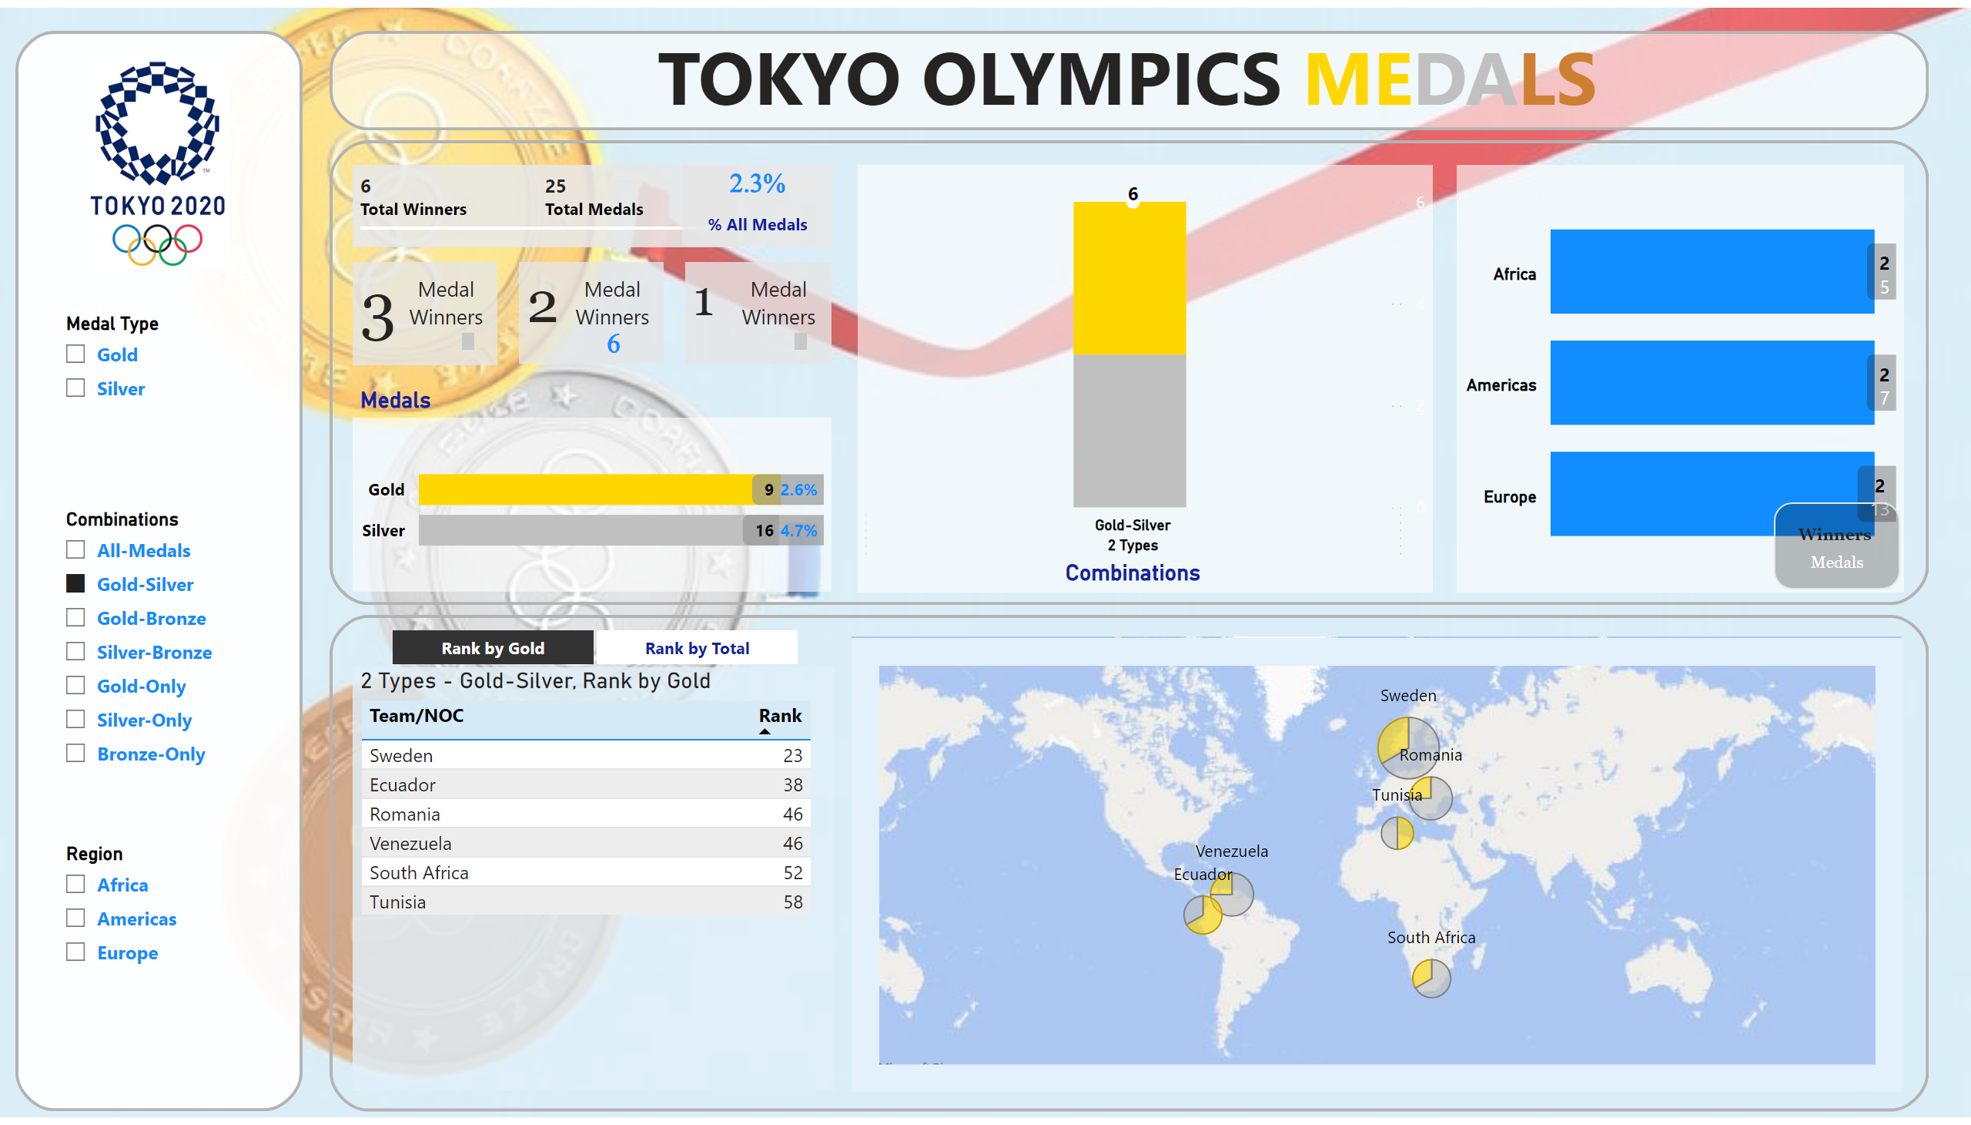 TOKYO OLYMPICS MEDALS
TOKYO 2020
Medal Type
Gold
Silver
Combinations
All-Medals
Gold-Silver
Gold-Bronze
Silver-Bronze
Gold-Only
Silver-Only
Bronze-Only
Region
Africa
Americas
Europe
6
Total Winners
25
Total Medals
2.3%
% All Medals
3 Medal Winners
2 Medal Winners
6
1 Medal Winners
Medals
Gold 9 2.6%
Silver 16 4.7%
6
6
4
2
0
Gold-Silver
2 Types
Combinations
Africa 2
5
Americas 2
7
Europe 2
13
Winners
Medals
Rank by Gold
Rank by Total
2 Types - Gold-Silver, Rank by Gold
Team/NOC Rank
Sweden 23
Ecuador 38
Romania 46
Venezuela 46
South Africa 52
Tunisia 58
Sweden
Romania
Tunisia
Venezuela
Ecuador
South Africa